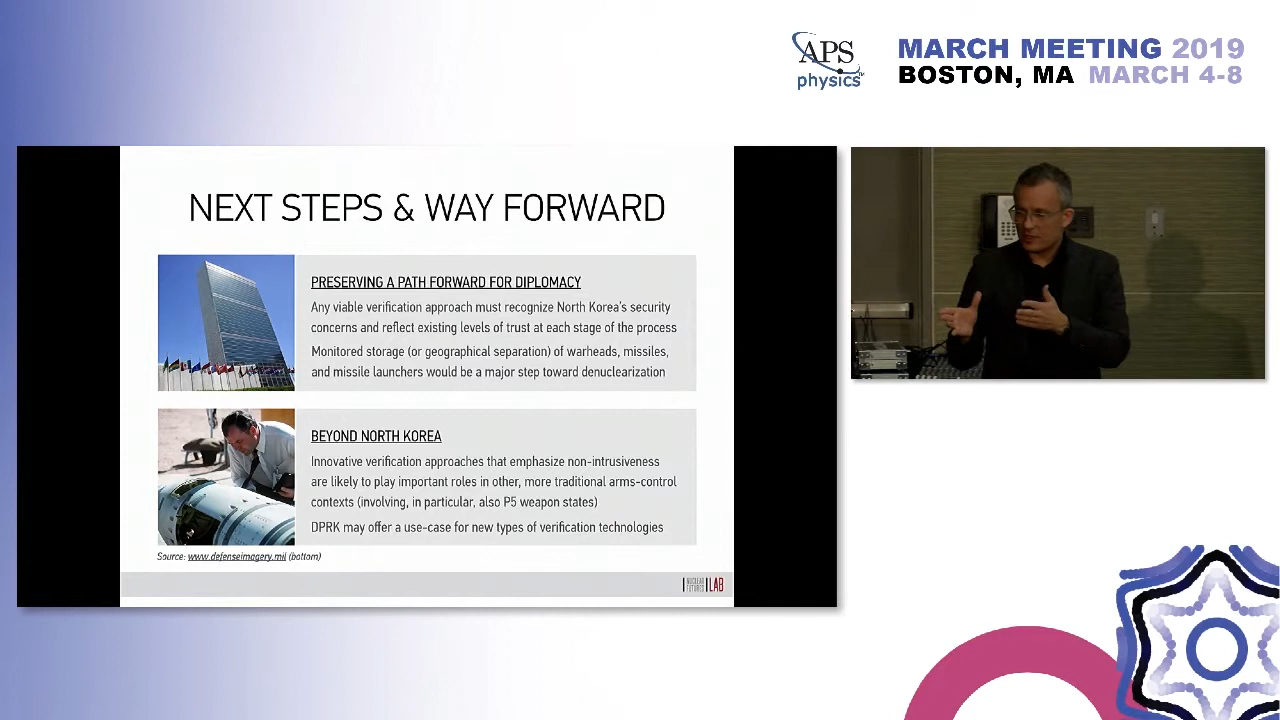 APS
physics
MARCH MEETING 2019
BOSTON, MA MARCH 4-8
NEXT STEPS & WAY FORWARD
PRESERVING A PATH FORWARD FOR DIPLOMACY
Any viable verification approach must recognize North Korea's security
concerns and reflect existing levels of trust at each stage of the process
Monitored storage (or geographical separation) of warheads, missiles,
and missile launchers would be a major step toward denuclearization
BEYOND NORTH KOREA
Innovative verification approaches that emphasize non-intrusiveness
are likely to play important roles in other, more traditional arms-control
contexts (involving, in particular, also P5 weapon states)
DPRK may offer a use-case for new types of verification technologies
Source: www.defenseimagery.mil (bottom)
NUCLEAR
FUTURES LAB